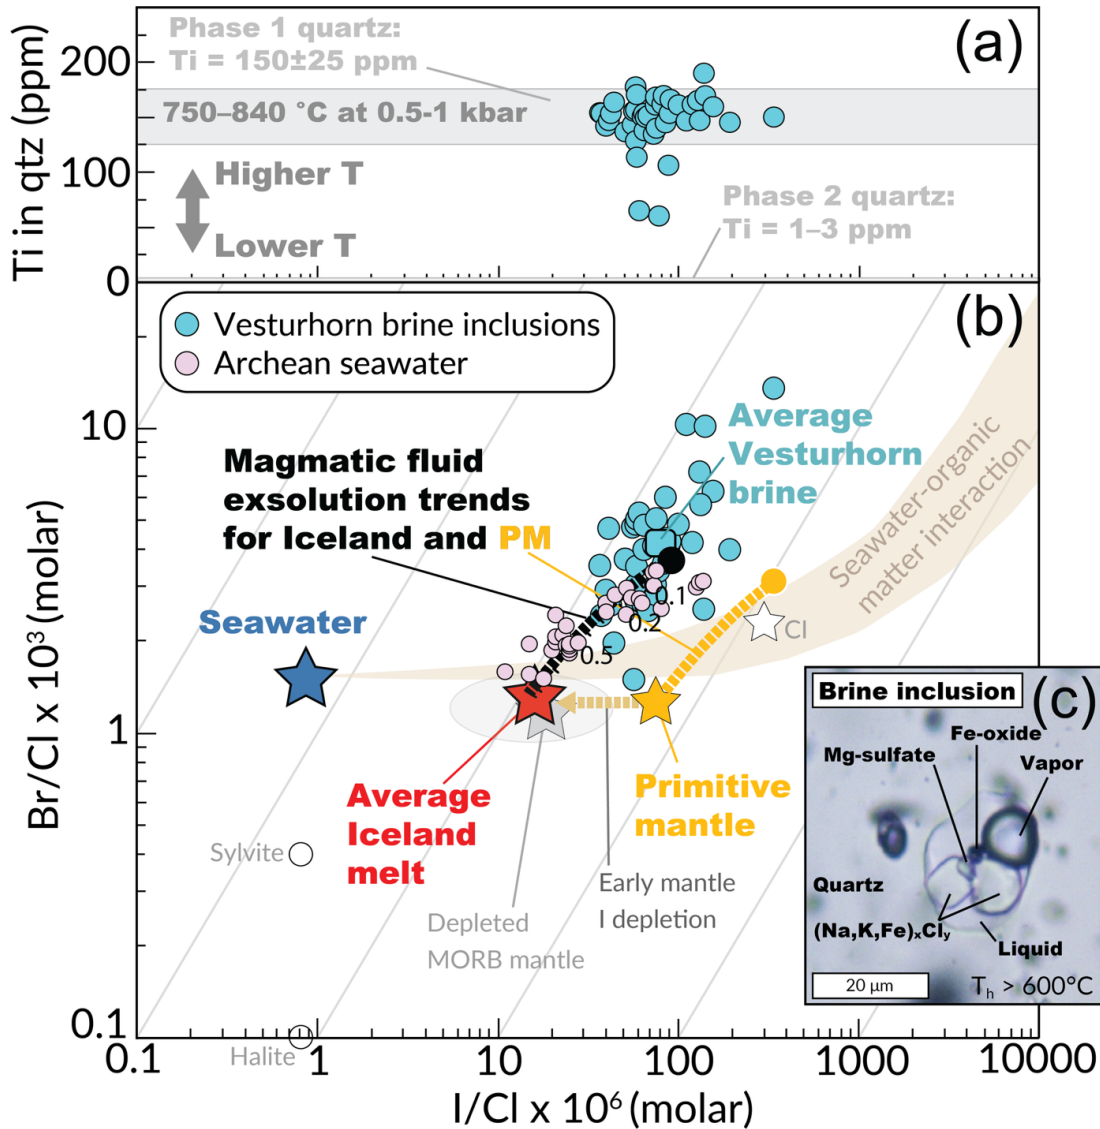 (a)
Phase 1 quartz:
Ti = 150±25 ppm
200
750–840 °C at 0.5-1 kbar
100
Higher T
Lower T
Phase 2 quartz:
Ti = 1–3 ppm
0
Ti in qtz (ppm)
(b)
Vesturhorn brine inclusions
Archean seawater
10
Average
Vesturhorn
brine
Magmatic fluid
exsolution trends
for Iceland and PM
Seawater-organic
matter interaction
0.1
0.2
0.5
Seawater
CI
1
Average
Iceland
melt
Primitive
mantle
Sylvite
Early mantle
I depletion
Depleted
MORB mantle
Br/Cl x 10³ (molar)
(c)
Brine inclusion
Fe-oxide
Mg-sulfate
Vapor
Quartz
(Na,K,Fe)ₓClᵧ
Liquid
20 µm
Tₕ > 600°C
0.1
Halite
0.1
1
10
100
1000
10000
I/Cl x 10⁶ (molar)